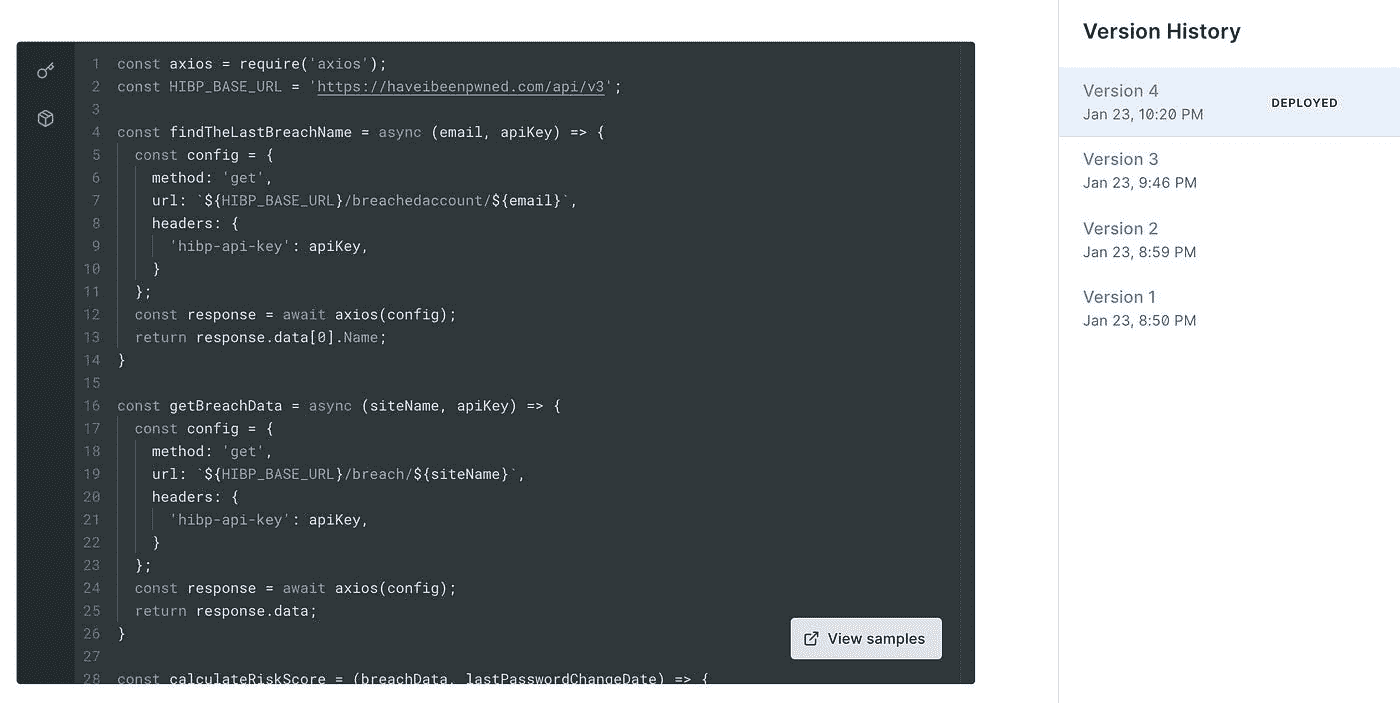 1 const axios = require('axios');
2 const HIBP_BASE_URL = 'https://haveibeenpwned.com/api/v3';
3
4 const findTheLastBreachName = async (email, apiKey) => {
5   const config = {
6     method: 'get',
7     url: `${HIBP_BASE_URL}/breachedaccount/${email}`,
8     headers: {
9       'hibp-api-key': apiKey,
10     }
11   };
12   const response = await axios(config);
13   return response.data[0].Name;
14 }
15
16 const getBreachData = async (siteName, apiKey) => {
17   const config = {
18     method: 'get',
19     url: `${HIBP_BASE_URL}/breach/${siteName}`,
20     headers: {
21       'hibp-api-key': apiKey,
22     }
23   };
24   const response = await axios(config);
25   return response.data;
26 }
27
28 const calculateRiskScore = (breachData, lastPasswordChangeDate) => {
View samples
Version History
Version 4
Jan 23, 10:20 PM
DEPLOYED
Version 3
Jan 23, 9:46 PM
Version 2
Jan 23, 8:59 PM
Version 1
Jan 23, 8:50 PM